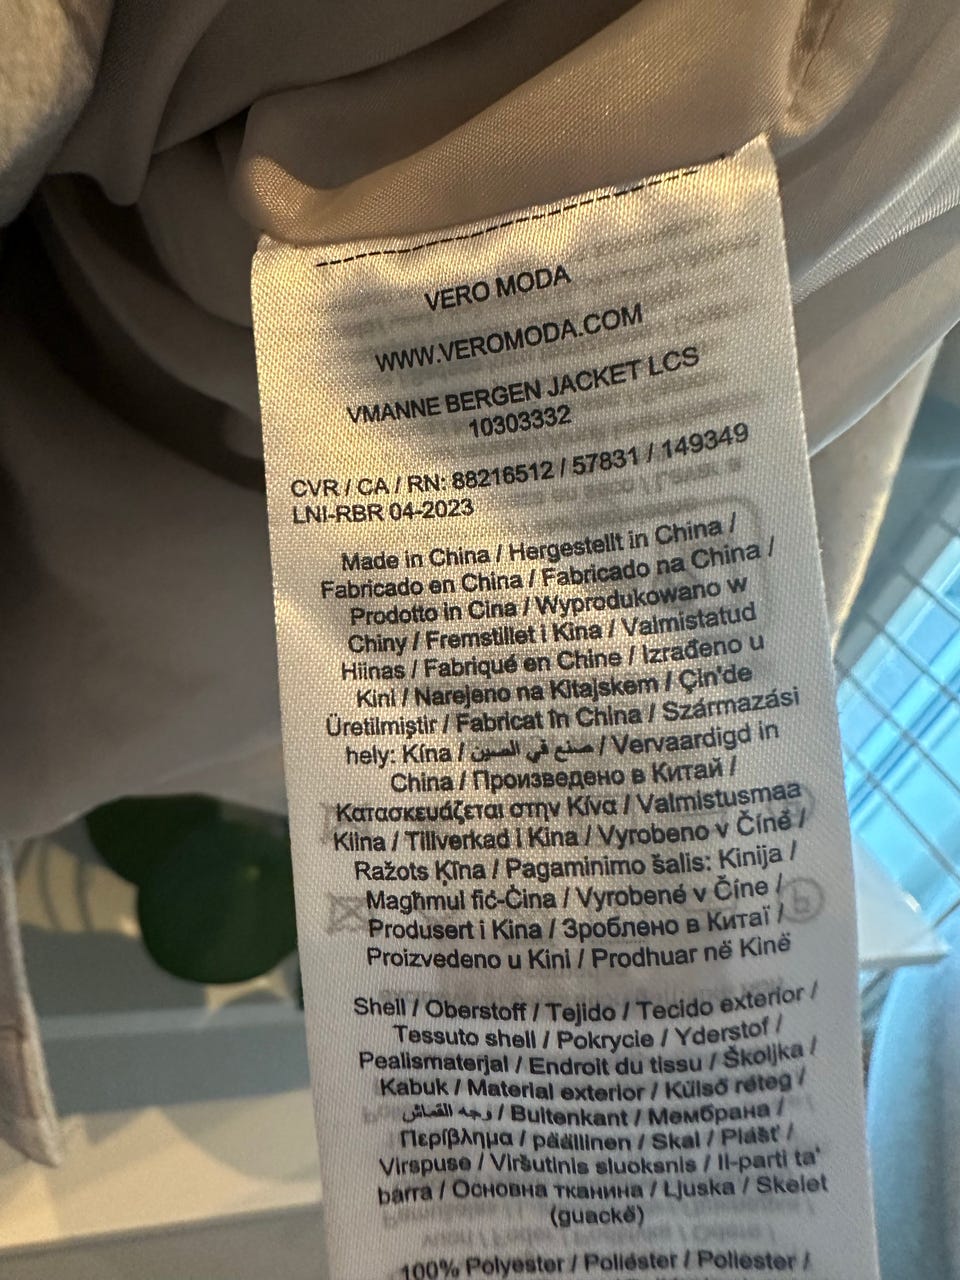 VERO MODA
WWW.VEROMODA.COM
VMANNE BERGEN JACKET LCS
10303332
CVR / CA / RN: 88216512 / 57831 / 149349
LNI-RBR 04-2023
Made in China / Hergestellt in China /
Fabricado en China / Fabricado na China /
Prodotto in Cina / Wyprodukowano w
Chiny / Fremstillet i Kina / Valmistatud
Hiinas / Fabriqué en Chine / Izrađeno u
Kini / Narejeno na Kitajskem / Çin'de
Üretilmiştir / Fabricat în China / Származási
hely: Kína / صنع في الصين / Vervaardigd in
China / Произведено в Китай /
Κατασκευάζεται στην Κίνα / Valmistusmaa
Kiina / Tillverkad i Kina / Vyrobeno v Číně /
Ražots Ķīna / Pagaminimo šalis: Kinija /
Magħmul fiċ-Ċina / Vyrobené v Číne /
Produsert i Kina / Зроблено в Китаї /
Proizvedeno u Kini / Prodhuar në Kinë
Shell / Oberstoff / Tejido / Tecido exterior /
Tessuto shell / Pokrycie / Yderstof /
Pealismaterjal / Endroit du tissu / Školjka /
Kabuk / Material exterior / Külső réteg /
وجه القماش / Buitenkant / Мембрана /
Περίβλημα / päällinen / Skal / Plášť /
Virspuse / Viršutinis sluoksnis / Il-parti ta'
barra / Основна тканина / Ljuska / Skelet
(guackë)
100% Polyester / Poliéster / Poliester /